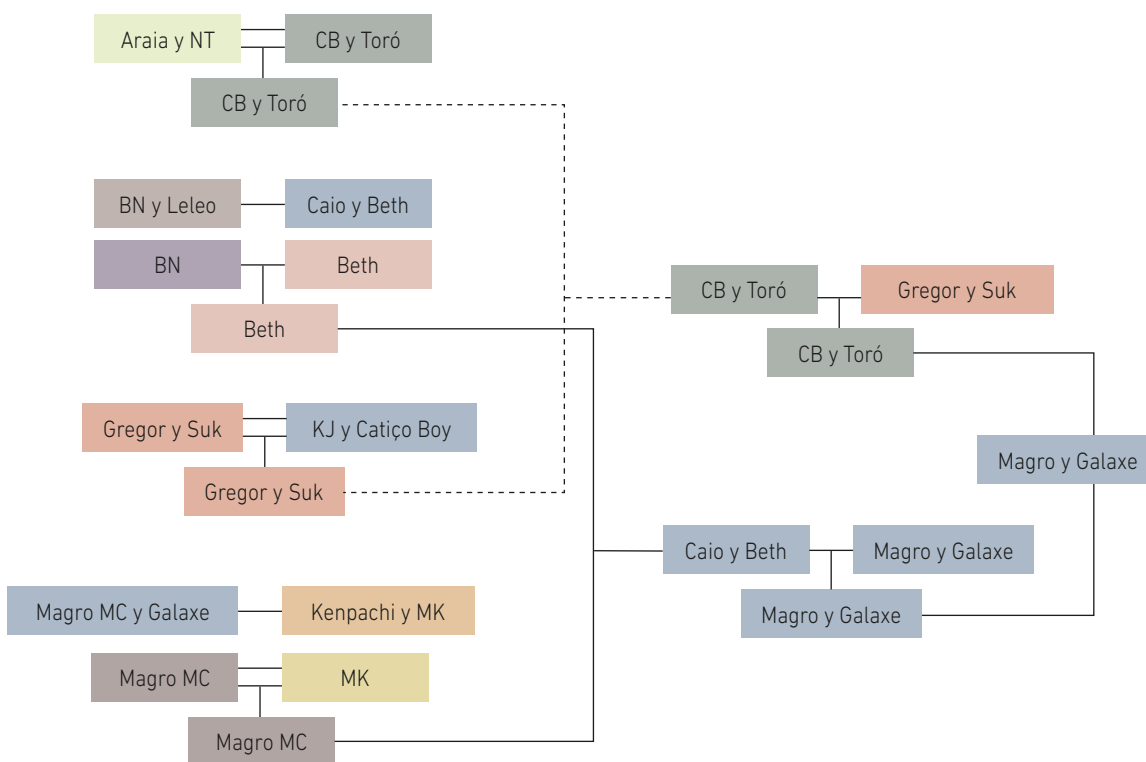 Araia y NT
CB y Toró
CB y Toró
BN y Leleo
Caio y Beth
BN
Beth
Beth
Gregor y Suk
KJ y Catiço Boy
Gregor y Suk
Magro MC y Galaxe
Kenpachi y MK
Magro MC
MK
Magro MC
CB y Toró
Gregor y Suk
CB y Toró
Caio y Beth
Magro y Galaxe
Magro y Galaxe
Magro y Galaxe